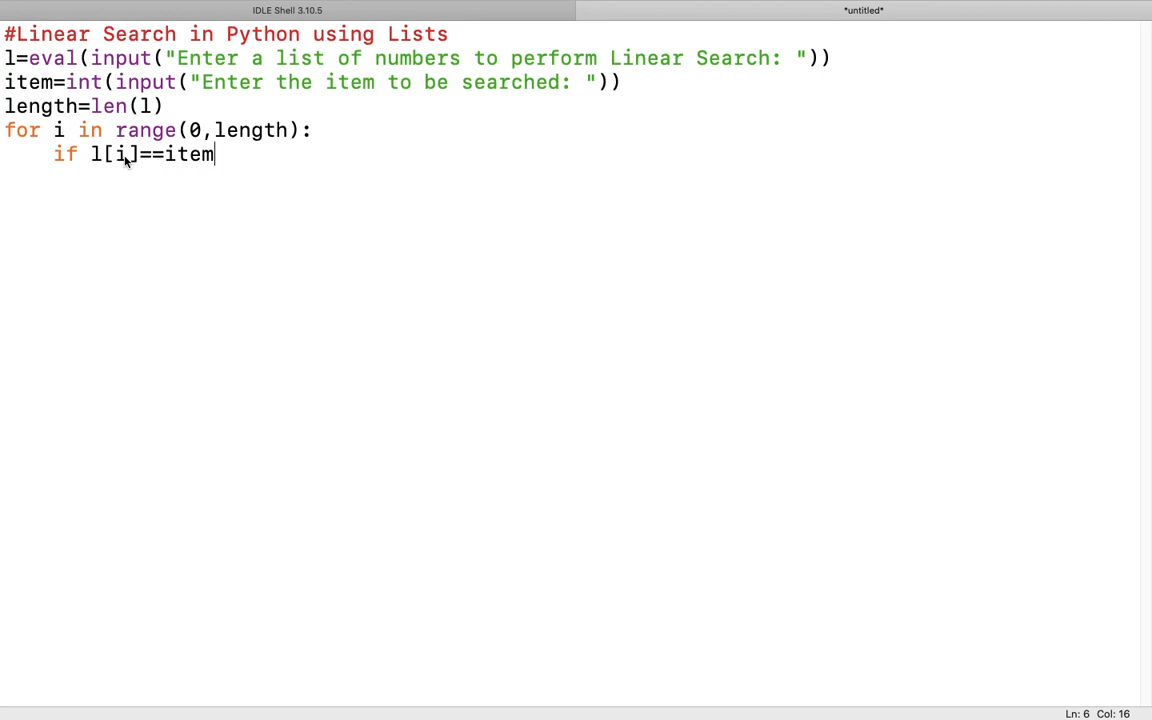 IDLE Shell 3.10.5
*untitled*
#Linear Search in Python using Lists
l=eval(input("Enter a list of numbers to perform Linear Search: "))
item=int(input("Enter the item to be searched: "))
length=len(l)
for i in range(0,length):
    if l[i]==item
Ln: 6 Col: 16